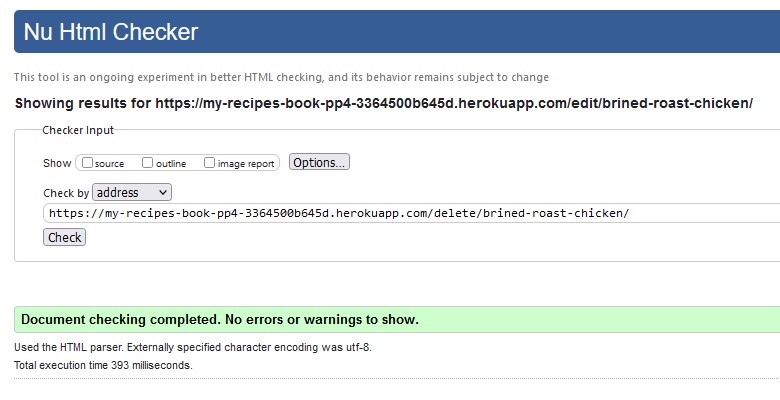 Nu Html Checker
This tool is an ongoing experiment in better HTML checking, and its behavior remains subject to change
Showing results for https://my-recipes-book-pp4-3364500b645d.herokuapp.com/edit/brined-roast-chicken/
Checker Input
Show source outline image report Options...
Check by address
https://my-recipes-book-pp4-3364500b645d.herokuapp.com/delete/brined-roast-chicken/
Check
Document checking completed. No errors or warnings to show.
Used the HTML parser. Externally specified character encoding was utf-8.
Total execution time 393 milliseconds.